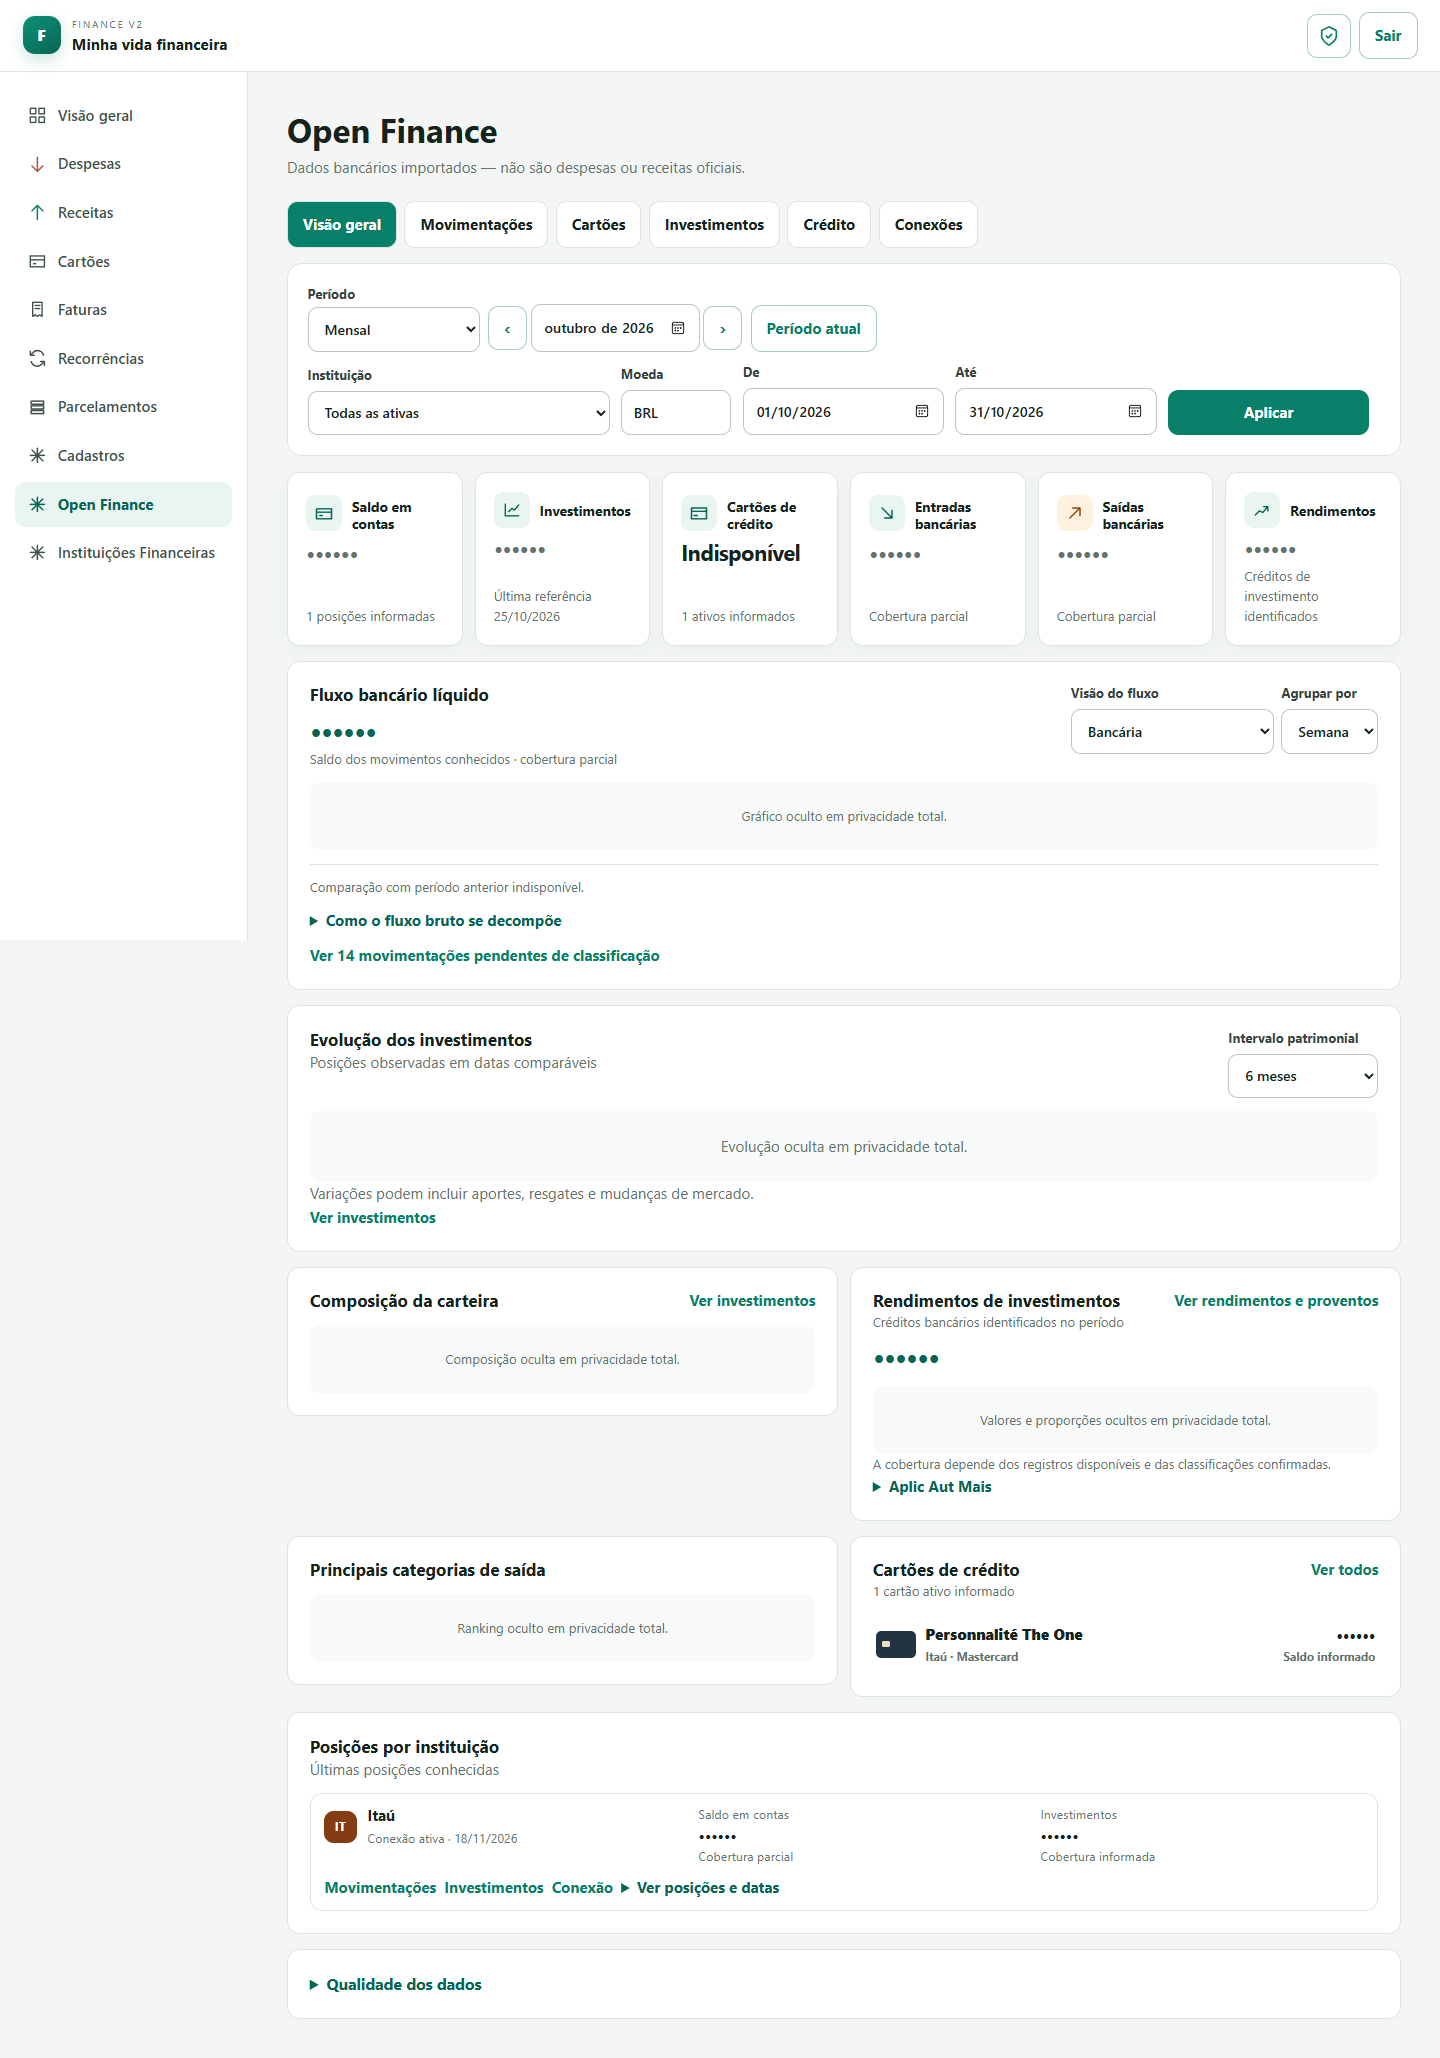 F
FINANCE V2
Minha vida financeira
Sair
Visão geral
Despesas
Receitas
Cartões
Faturas
Recorrências
Parcelamentos
Cadastros
Open Finance
Instituições Financeiras
Open Finance
Dados bancários importados — não são despesas ou receitas oficiais.
Visão geral
Movimentações
Cartões
Investimentos
Crédito
Conexões
Período
Mensal
‹
outubro de 2026
›
Período atual
Instituição
Moeda
De
Até
Todas as ativas
BRL
01/10/2026
31/10/2026
Aplicar
Saldo em
contas
••••••
1 posições informadas
Investimentos
••••••
Última referência
25/10/2026
Cartões de
crédito
Indisponível
1 ativos informados
Entradas
bancárias
••••••
Cobertura parcial
Saídas
bancárias
••••••
Cobertura parcial
Rendimentos
••••••
Créditos de
investimento
identificados
Fluxo bancário líquido
••••••
Saldo dos movimentos conhecidos · cobertura parcial
Visão do fluxo
Bancária
Agrupar por
Semana
Gráfico oculto em privacidade total.
Comparação com período anterior indisponível.
▶ Como o fluxo bruto se decompõe
Ver 14 movimentações pendentes de classificação
Evolução dos investimentos
Posições observadas em datas comparáveis
Intervalo patrimonial
6 meses
Evolução oculta em privacidade total.
Variações podem incluir aportes, resgates e mudanças de mercado.
Ver investimentos
Composição da carteira
Ver investimentos
Composição oculta em privacidade total.
Rendimentos de investimentos
Ver rendimentos e proventos
Créditos bancários identificados no período
••••••
Valores e proporções ocultos em privacidade total.
A cobertura depende dos registros disponíveis e das classificações confirmadas.
▶ Aplic Aut Mais
Principais categorias de saída
Ranking oculto em privacidade total.
Cartões de crédito
Ver todos
1 cartão ativo informado
Personnalité The One
Itaú · Mastercard
••••••
Saldo informado
Posições por instituição
Últimas posições conhecidas
IT
Itaú
Conexão ativa · 18/11/2026
Saldo em contas
••••••
Cobertura parcial
Investimentos
••••••
Cobertura informada
Movimentações Investimentos Conexão ▶ Ver posições e datas
▶ Qualidade dos dados